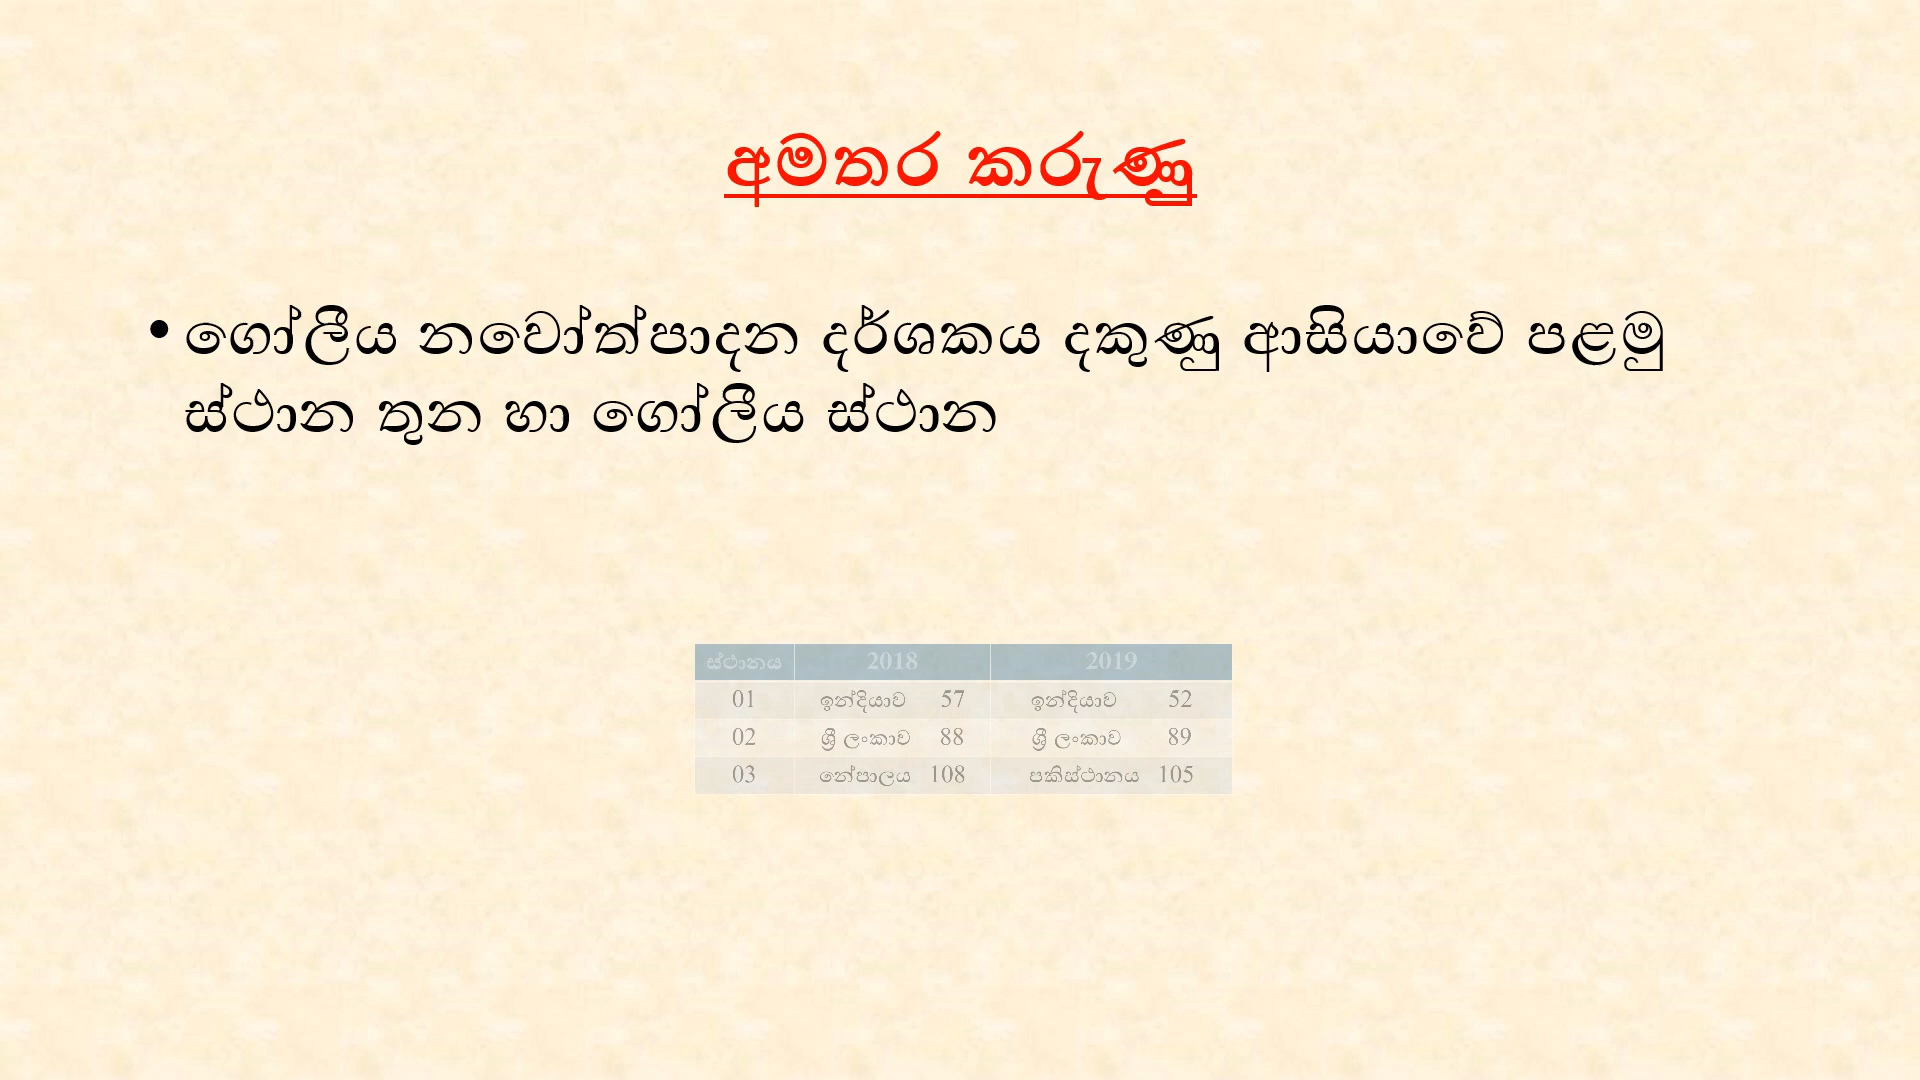 අමතර කරුණු
• ගෝලීය නවෝත්පාදන දර්ශකය දකුණු ආසියාවේ පළමු
ස්ථාන තුන හා ගෝලීය ස්ථාන
ස්ථානය 2018 2019
01 ඉන්දියාව 57 ඉන්දියාව 52
02 ශ්‍රී ලංකාව 88 ශ්‍රී ලංකාව 89
03 නේපාලය 108 පකිස්ථානය 105